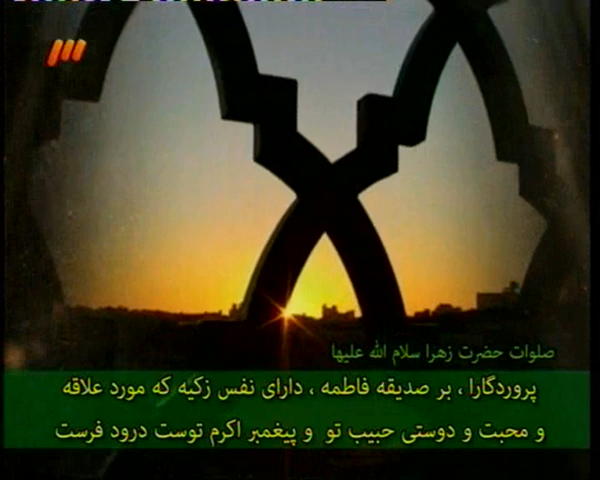 صلوات حضرت زهرا سلام الله علیها
پروردگارا ، بر صدیقه فاطمه ، دارای نفس زکیه که مورد علاقه
و محبت و دوستی حبیب تو و پیغمبر اکرم توست درود فرست